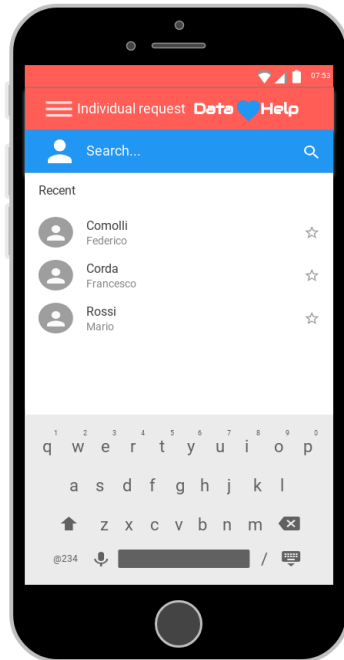 07:53
Individual request Data Help
Search...
Recent
Comolli
Federico
Corda
Francesco
Rossi
Mario
1 2 3 4 5 6 7 8 9 0
q w e r t y u i o p
a s d f g h j k l
z x c v b n m
@234 /